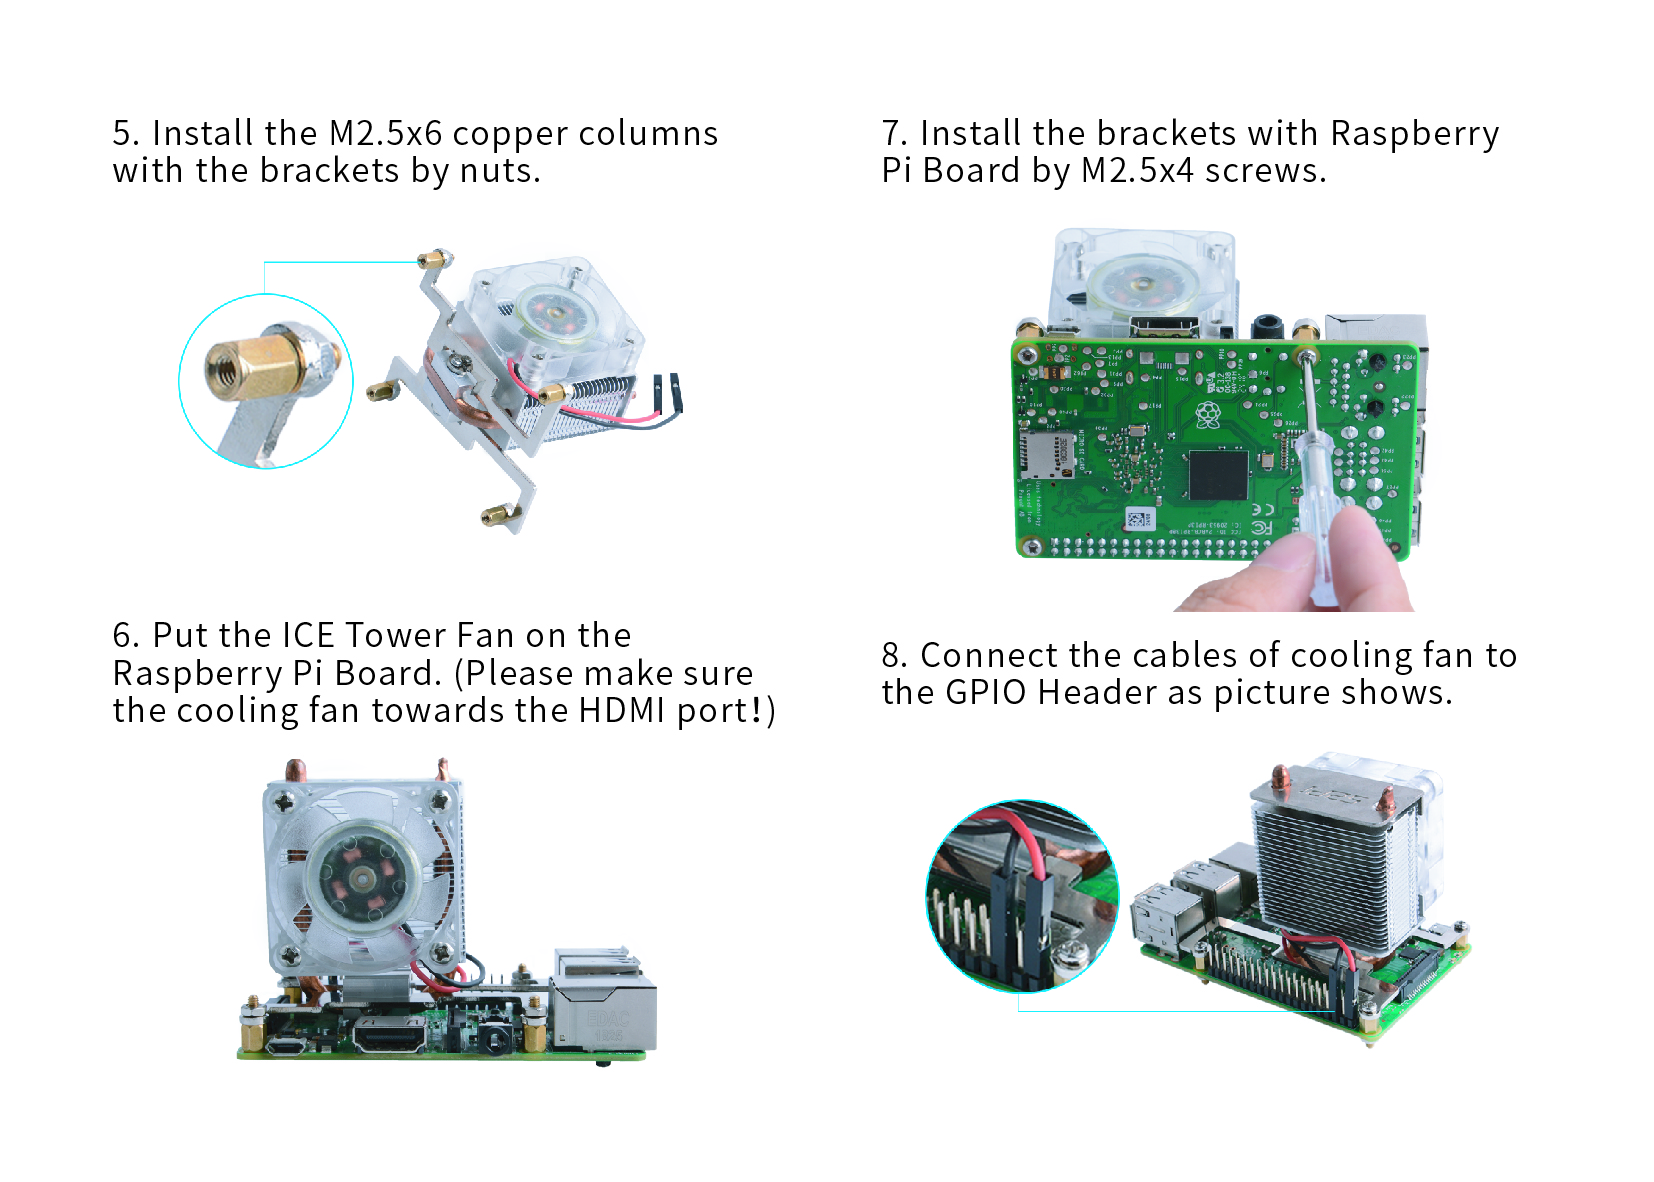 5. Install the M2.5x6 copper columns
with the brackets by nuts.
6. Put the ICE Tower Fan on the
Raspberry Pi Board. (Please make sure
the cooling fan towards the HDMI port!)
EDAC
7. Install the brackets with Raspberry
Pi Board by M2.5x4 screws.
8. Connect the cables of cooling fan to
the GPIO Header as picture shows.